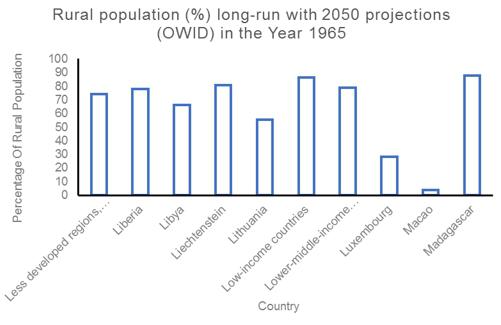 Rural population (%) long-run with 2050 projections
(OWID) in the Year 1965
Percentage Of Rural Population
100
90
80
70
60
50
40
30
20
10
0
Less developed regions,...
Liberia
Libya
Liechtenstein
Lithuania
Low-income countries
Lower-middle-income...
Luxembourg
Macao
Madagascar
Country